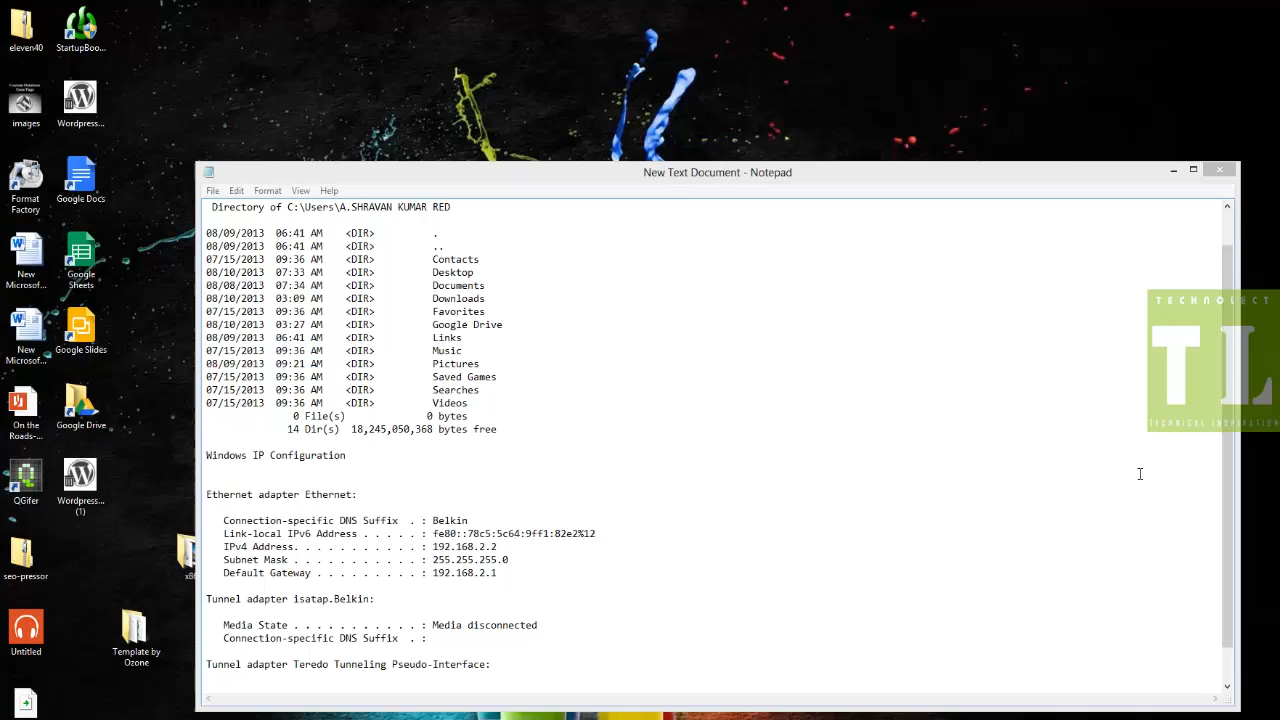 eleven40
StartupBoo...
images
Wordpress...
Format
Factory
Google Docs
New
Microsof...
Google
Sheets
New
Microsof...
Google Slides
On the
Roads-...
Google Drive
QGifer
Wordpress...
(1)
seo-pressor
x8
Untitled
Template by
Ozone
New Text Document - Notepad
File Edit Format View Help
Directory of C:\Users\A.SHRAVAN KUMAR RED
08/09/2013 06:41 AM <DIR> .
08/09/2013 06:41 AM <DIR> ..
07/15/2013 09:36 AM <DIR> Contacts
08/10/2013 07:33 AM <DIR> Desktop
08/08/2013 07:34 AM <DIR> Documents
08/10/2013 03:09 AM <DIR> Downloads
07/15/2013 09:36 AM <DIR> Favorites
08/10/2013 03:27 AM <DIR> Google Drive
08/09/2013 06:41 AM <DIR> Links
07/15/2013 09:36 AM <DIR> Music
08/09/2013 09:21 AM <DIR> Pictures
07/15/2013 09:36 AM <DIR> Saved Games
07/15/2013 09:36 AM <DIR> Searches
07/15/2013 09:36 AM <DIR> Videos
0 File(s) 0 bytes
14 Dir(s) 18,245,050,368 bytes free
Windows IP Configuration
Ethernet adapter Ethernet:
Connection-specific DNS Suffix . : Belkin
Link-local IPv6 Address . . . . . : fe80::78c5:5c64:9ff1:82e2%12
IPv4 Address. . . . . . . . . . . : 192.168.2.2
Subnet Mask . . . . . . . . . . . : 255.255.255.0
Default Gateway . . . . . . . . . : 192.168.2.1
Tunnel adapter isatap.Belkin:
Media State . . . . . . . . . . . : Media disconnected
Connection-specific DNS Suffix . :
Tunnel adapter Teredo Tunneling Pseudo-Interface:
TECHNOLECT
TL
TECHNICAL INSPIRATION